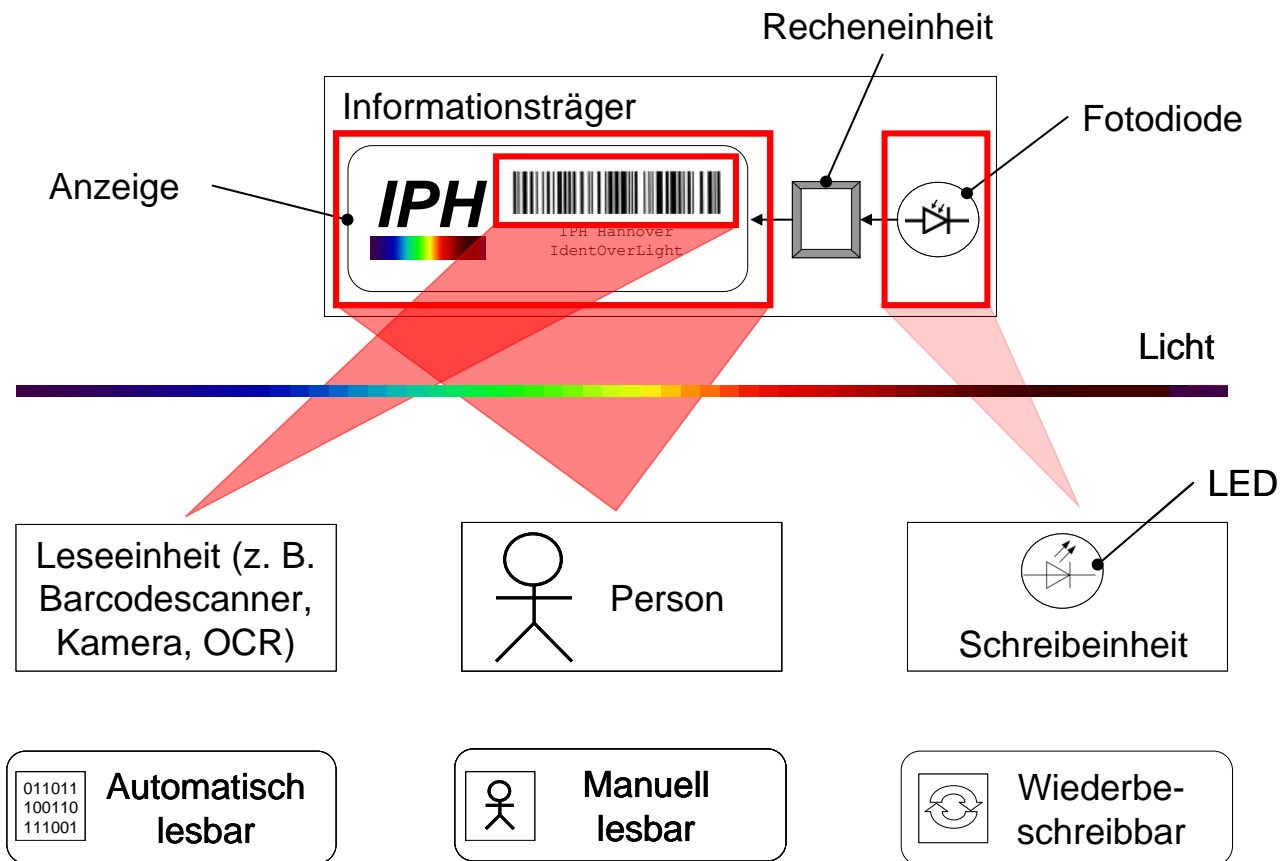 Recheneinheit
Informationsträger
Fotodiode
Anzeige
IPH
IPH Hannover
IdentOverLight
Licht
LED
Leseeinheit (z. B.
Barcodescanner,
Kamera, OCR)
Person
Schreibeinheit
011011
100110
111001
Automatisch
lesbar
Manuell
lesbar
Wiederbe-
schreibbar